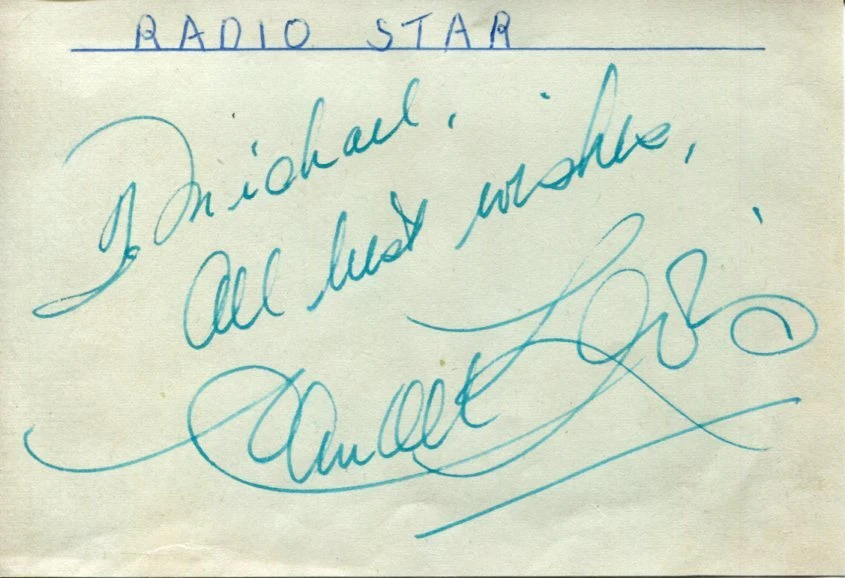 RADIO STAR
To Michael,
All best wishes,